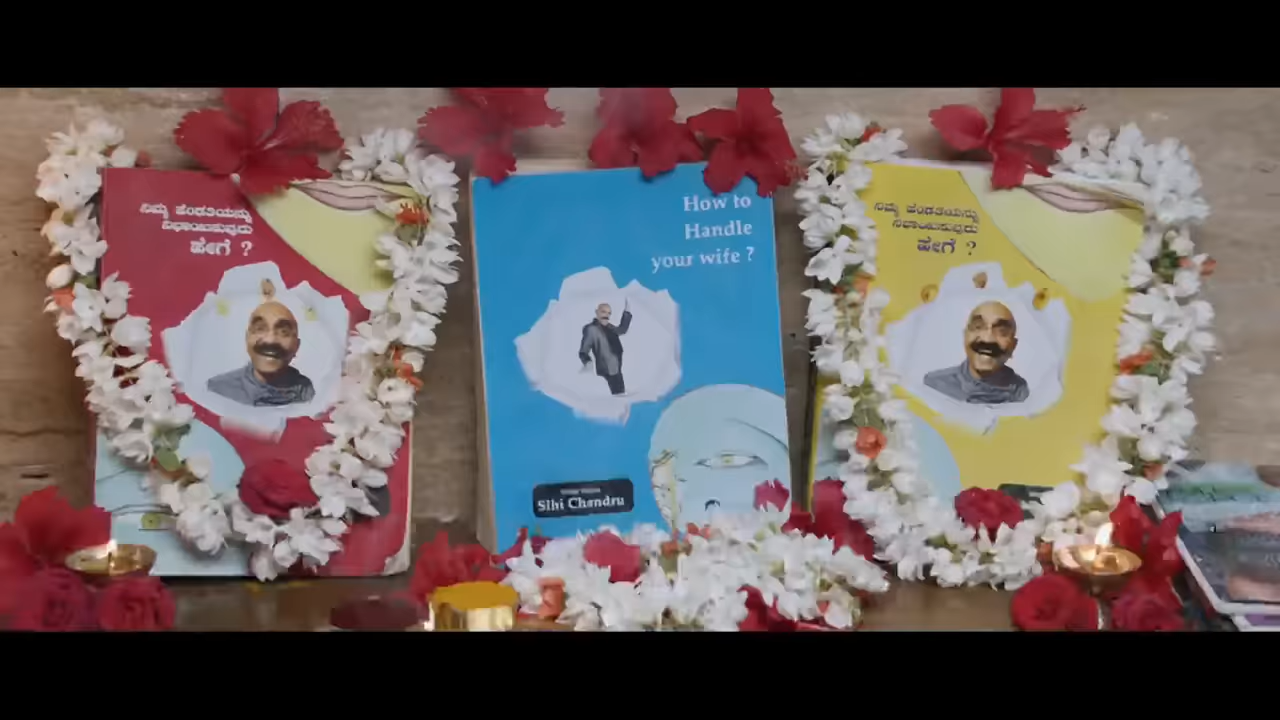 ನಿಮ್ಮ ಹೆಂಡತಿಯನ್ನು
ನಿಭಾಯಿಸುವುದು
ಹೇಗೆ ?
How to
Handle
your wife ?
Sihi Chandru
ನಿಮ್ಮ ಹೆಂಡತಿಯನ್ನು
ನಿಭಾಯಿಸುವುದು
ಹೇಗೆ ?